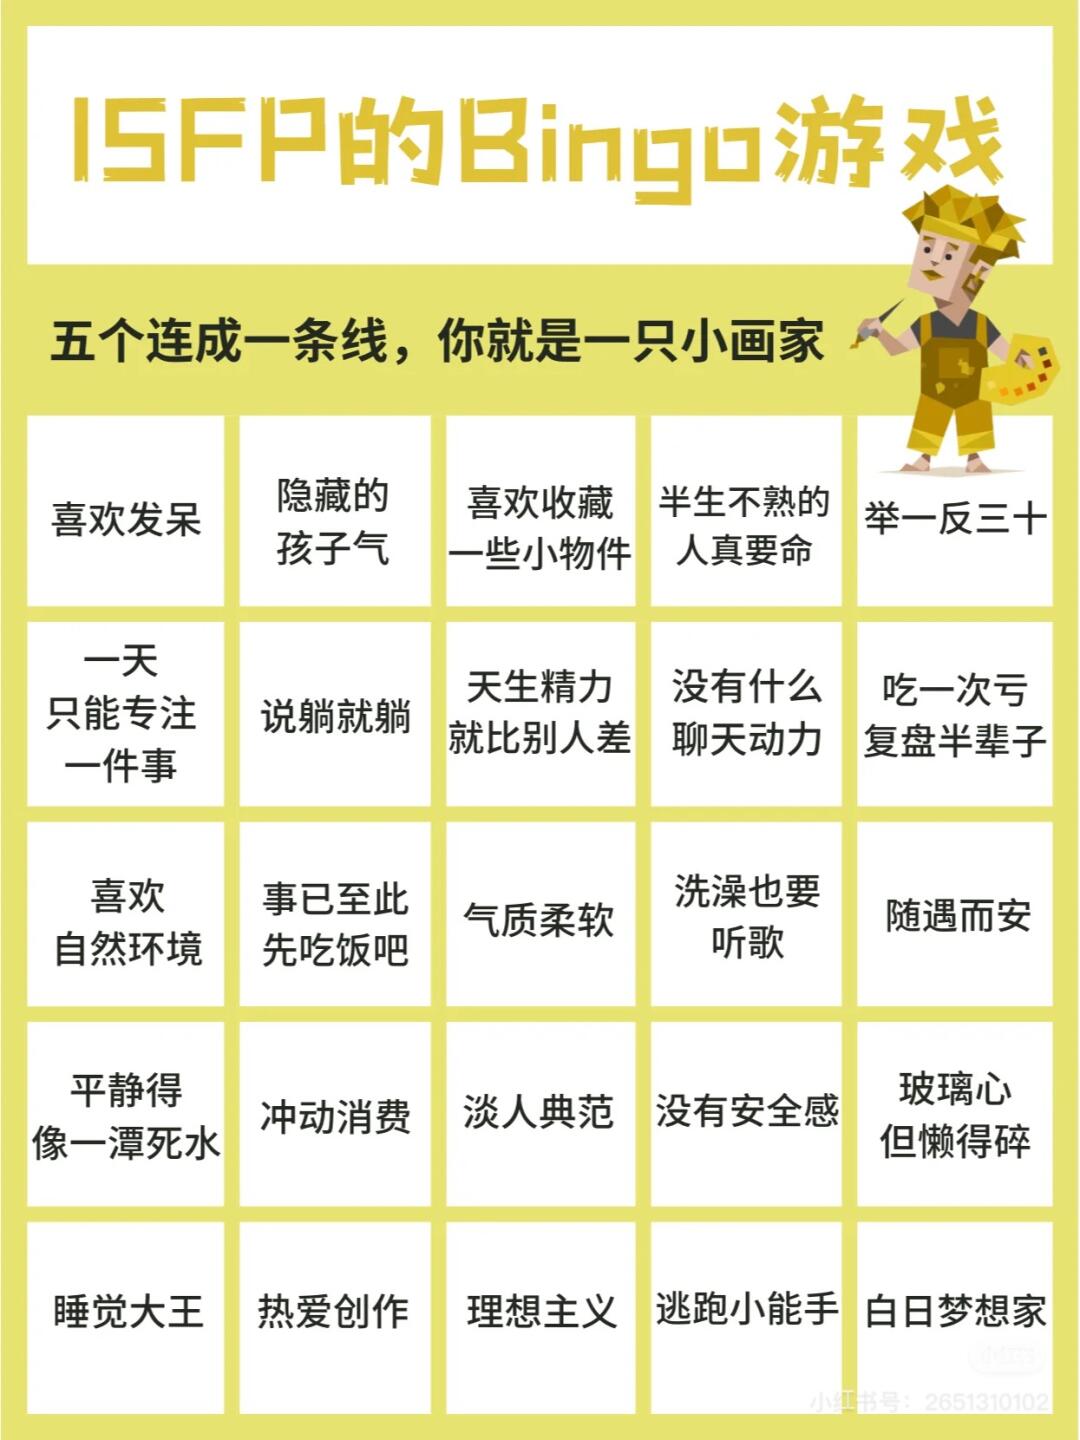 ISFP的Bingo游戏
五个连成一条线，你就是一只小画家
喜欢发呆
隐藏的
孩子气
喜欢收藏
一些小物件
半生不熟的
人真要命
举一反三十
一天
只能专注
一件事
说躺就躺
天生精力
就比别人差
没有什么
聊天动力
吃一次亏
复盘半辈子
喜欢
自然环境
事已至此
先吃饭吧
气质柔软
洗澡也要
听歌
随遇而安
平静得
像一潭死水
冲动消费
淡人典范
没有安全感
玻璃心
但懒得碎
睡觉大王
热爱创作
理想主义
逃跑小能手
白日梦想家
小红书
小红书号：2651310102